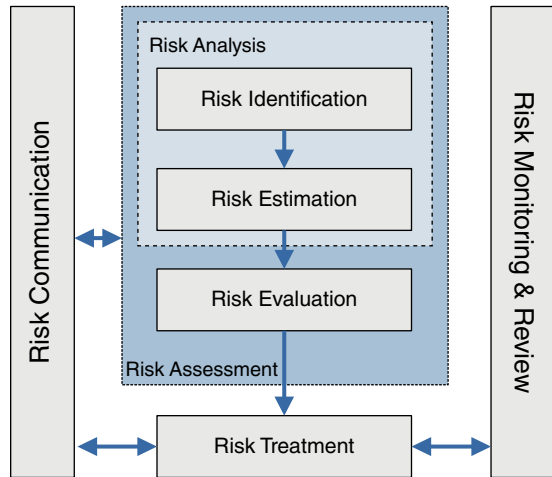 Risk Analysis
Risk Identification
Risk Estimation
Risk Evaluation
Risk Assessment
Risk Treatment
Risk Communication
Risk Monitoring & Review